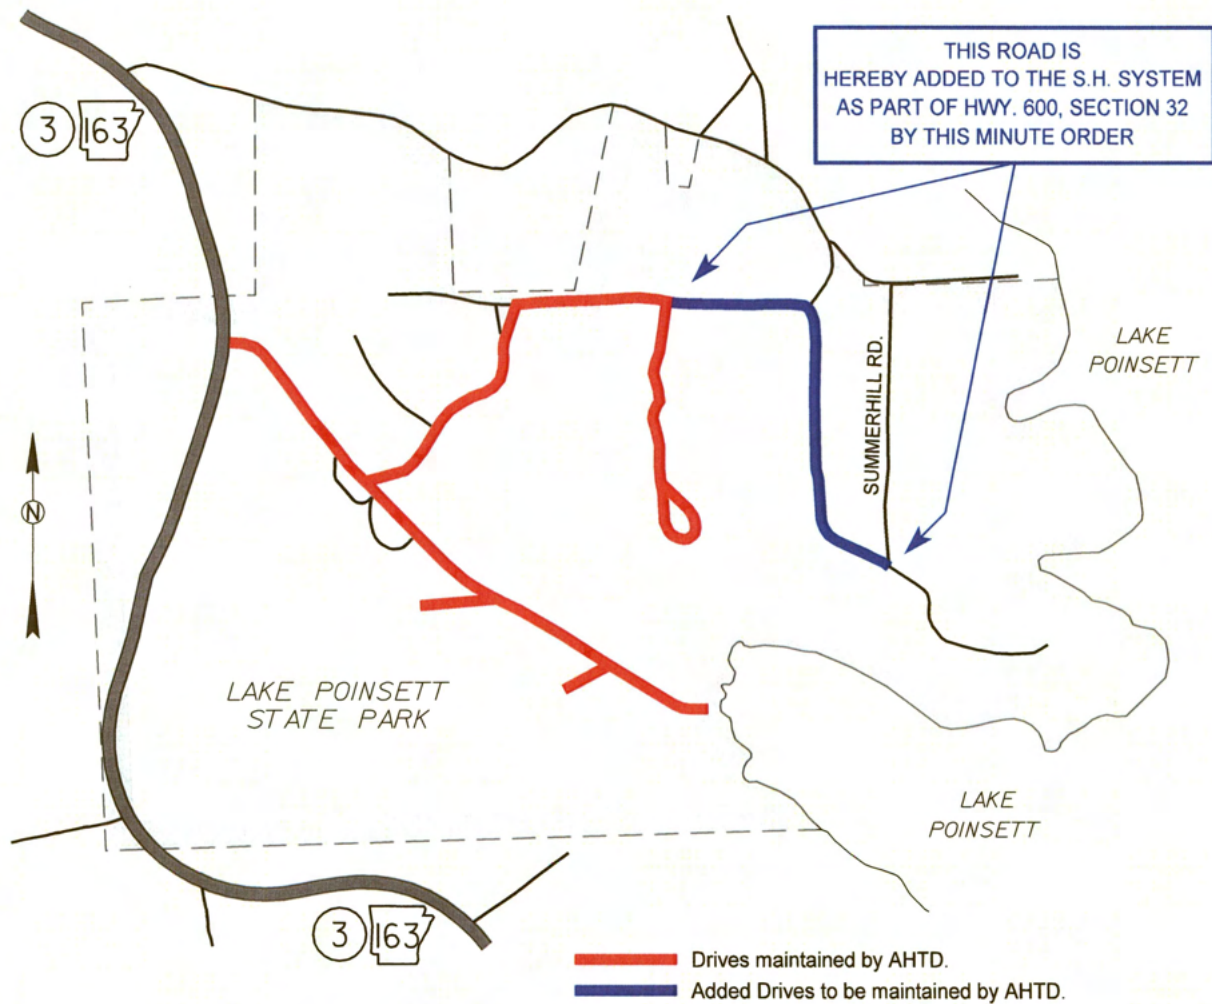 THIS ROAD IS
HEREBY ADDED TO THE S.H. SYSTEM
AS PART OF HWY. 600, SECTION 32
BY THIS MINUTE ORDER
3 163
LAKE
POINSETT
SUMMERHILL RD.
N
LAKE POINSETT
STATE PARK
LAKE
POINSETT
3 163
Drives maintained by AHTD.
Added Drives to be maintained by AHTD.